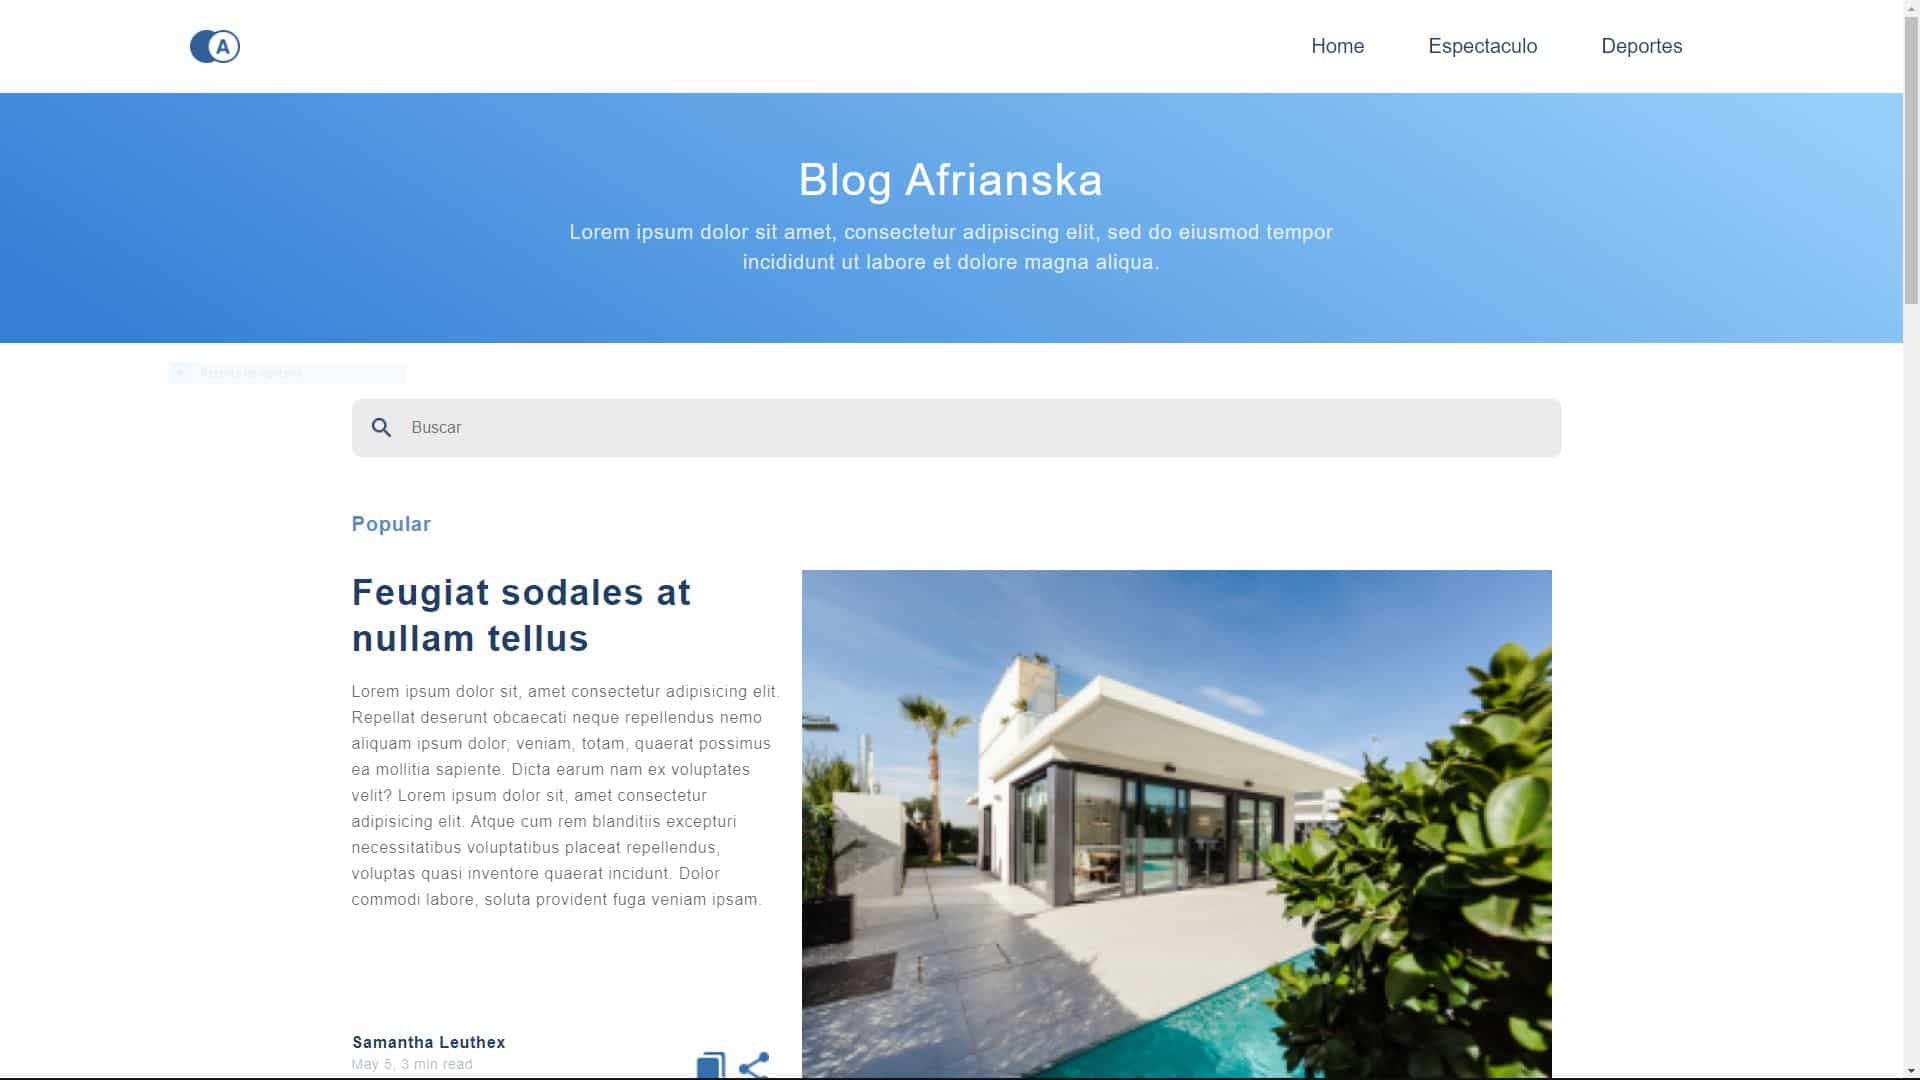 A
Home
Espectaculo
Deportes
Blog Afrianska
Lorem ipsum dolor sit amet, consectetur adipiscing elit, sed do eiusmod tempor
incididunt ut labore et dolore magna aliqua.
Buscar
Popular
Feugiat sodales at
nullam tellus
Lorem ipsum dolor sit, amet consectetur adipisicing elit.
Repellat deserunt obcaecati neque repellendus nemo
aliquam ipsum dolor, veniam, totam, quaerat possimus
ea mollitia sapiente. Dicta earum nam ex voluptates
velit? Lorem ipsum dolor sit, amet consectetur
adipisicing elit. Atque cum rem blanditiis excepturi
necessitatibus voluptatibus placeat repellendus,
voluptas quasi inventore quaerat incidunt. Dolor
commodi labore, soluta provident fuga veniam ipsam.
Samantha Leuthex
May 5, 3 min read